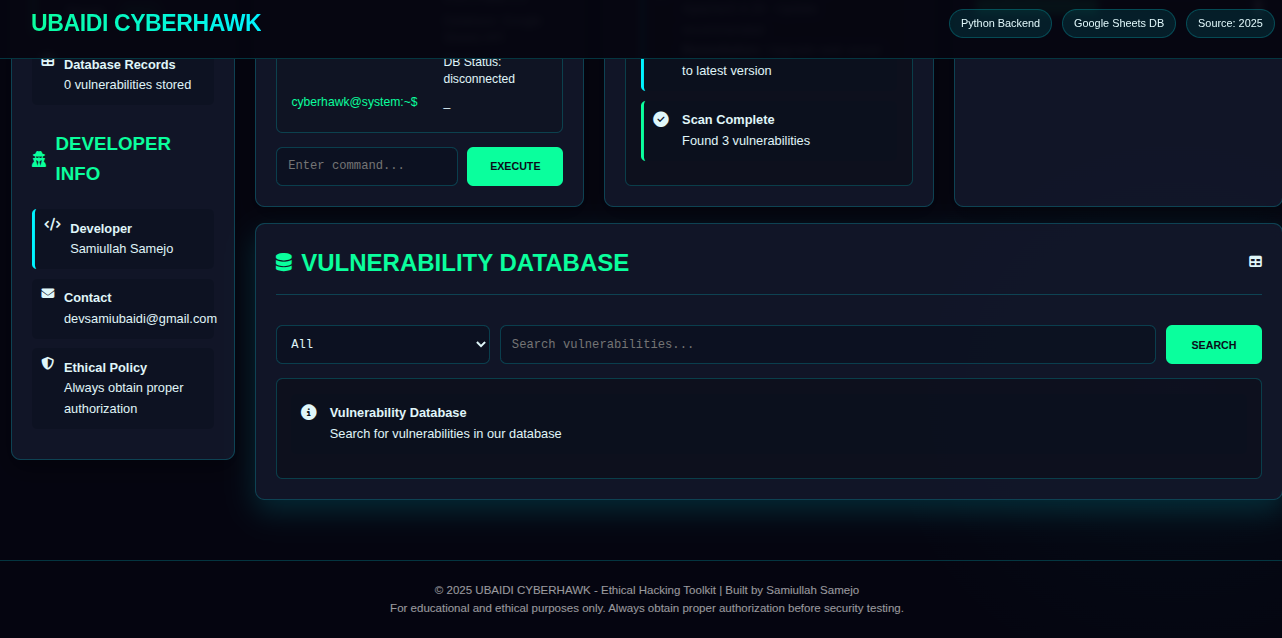 UBAIDI CYBERHAWK
Python Backend
Google Sheets DB
Source: 2025
Database Records
0 vulnerabilities stored
DEVELOPER
INFO
Developer
Samiullah Samejo
Contact
devsamiubaidi@gmail.com
Ethical Policy
Always obtain proper
authorization
DB Status:
disconnected
cyberhawk@system:~$
_
Enter command...
EXECUTE
to latest version
Scan Complete
Found 3 vulnerabilities
VULNERABILITY DATABASE
All
Search vulnerabilities...
SEARCH
Vulnerability Database
Search for vulnerabilities in our database
© 2025 UBAIDI CYBERHAWK - Ethical Hacking Toolkit | Built by Samiullah Samejo
For educational and ethical purposes only. Always obtain proper authorization before security testing.